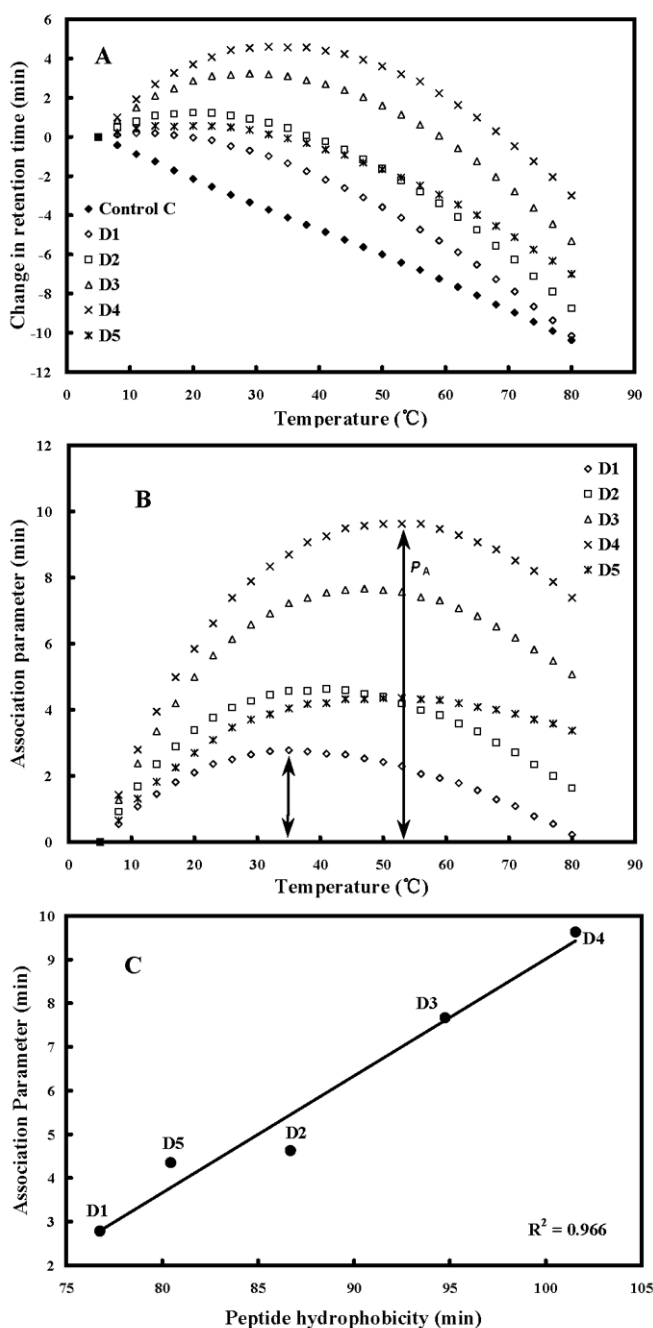 6
4
2
0
-2
-4
-6
-8
-10
-12
A
Change in retention time (min)
Control C
D1
D2
D3
D4
D5
0 10 20 30 40 50 60 70 80 90
Temperature (℃)
12
10
8
6
4
2
0
B
Association parameter (min)
P A
D1
D2
D3
D4
D5
0 10 20 30 40 50 60 70 80 90
Temperature (℃)
10
9
8
7
6
5
4
3
2
C
Association Parameter (min)
D4
D3
D2
D5
D1
R² = 0.966
75 80 85 90 95 100 105
Peptide hydrophobicity (min)